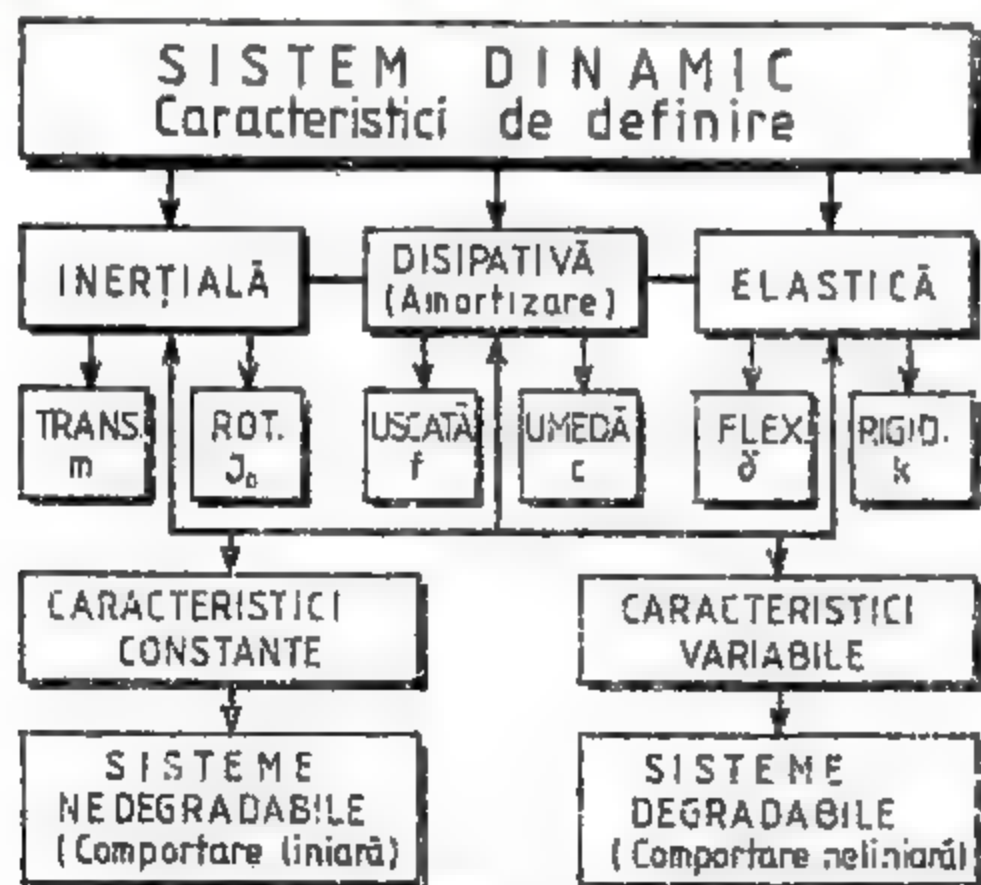 SISTEM DINAMIC
Caracteristici de definire
INERȚIALĂ
DISIPATIVĂ
(Amortizare)
ELASTICĂ
TRANS.
m
ROT.
J₀
USCATĂ
f
UMEDĂ
c
FLEX.
δ
RIGID.
k
CARACTERISTICI
CONSTANTE
CARACTERISTICI
VARIABILE
SISTEME
NEDEGRADABILE
(Comportare liniară)
SISTEME
DEGRADABILE
(Comportare neliniară)